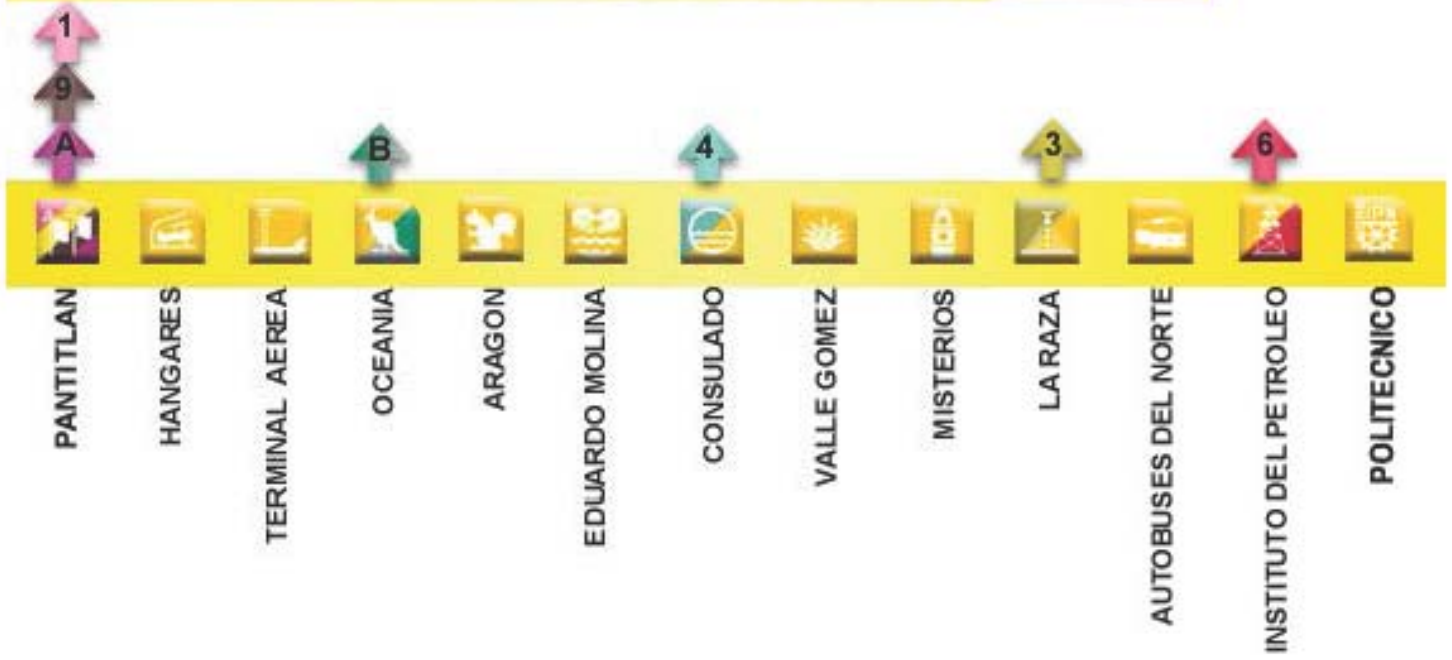 1
9
A
B
4
3
6
PANTITLAN
HANGARES
TERMINAL AEREA
OCEANIA
ARAGON
EDUARDO MOLINA
CONSULADO
VALLE GOMEZ
MISTERIOS
LA RAZA
AUTOBUSES DEL NORTE
INSTITUTO DEL PETROLEO
POLITECNICO